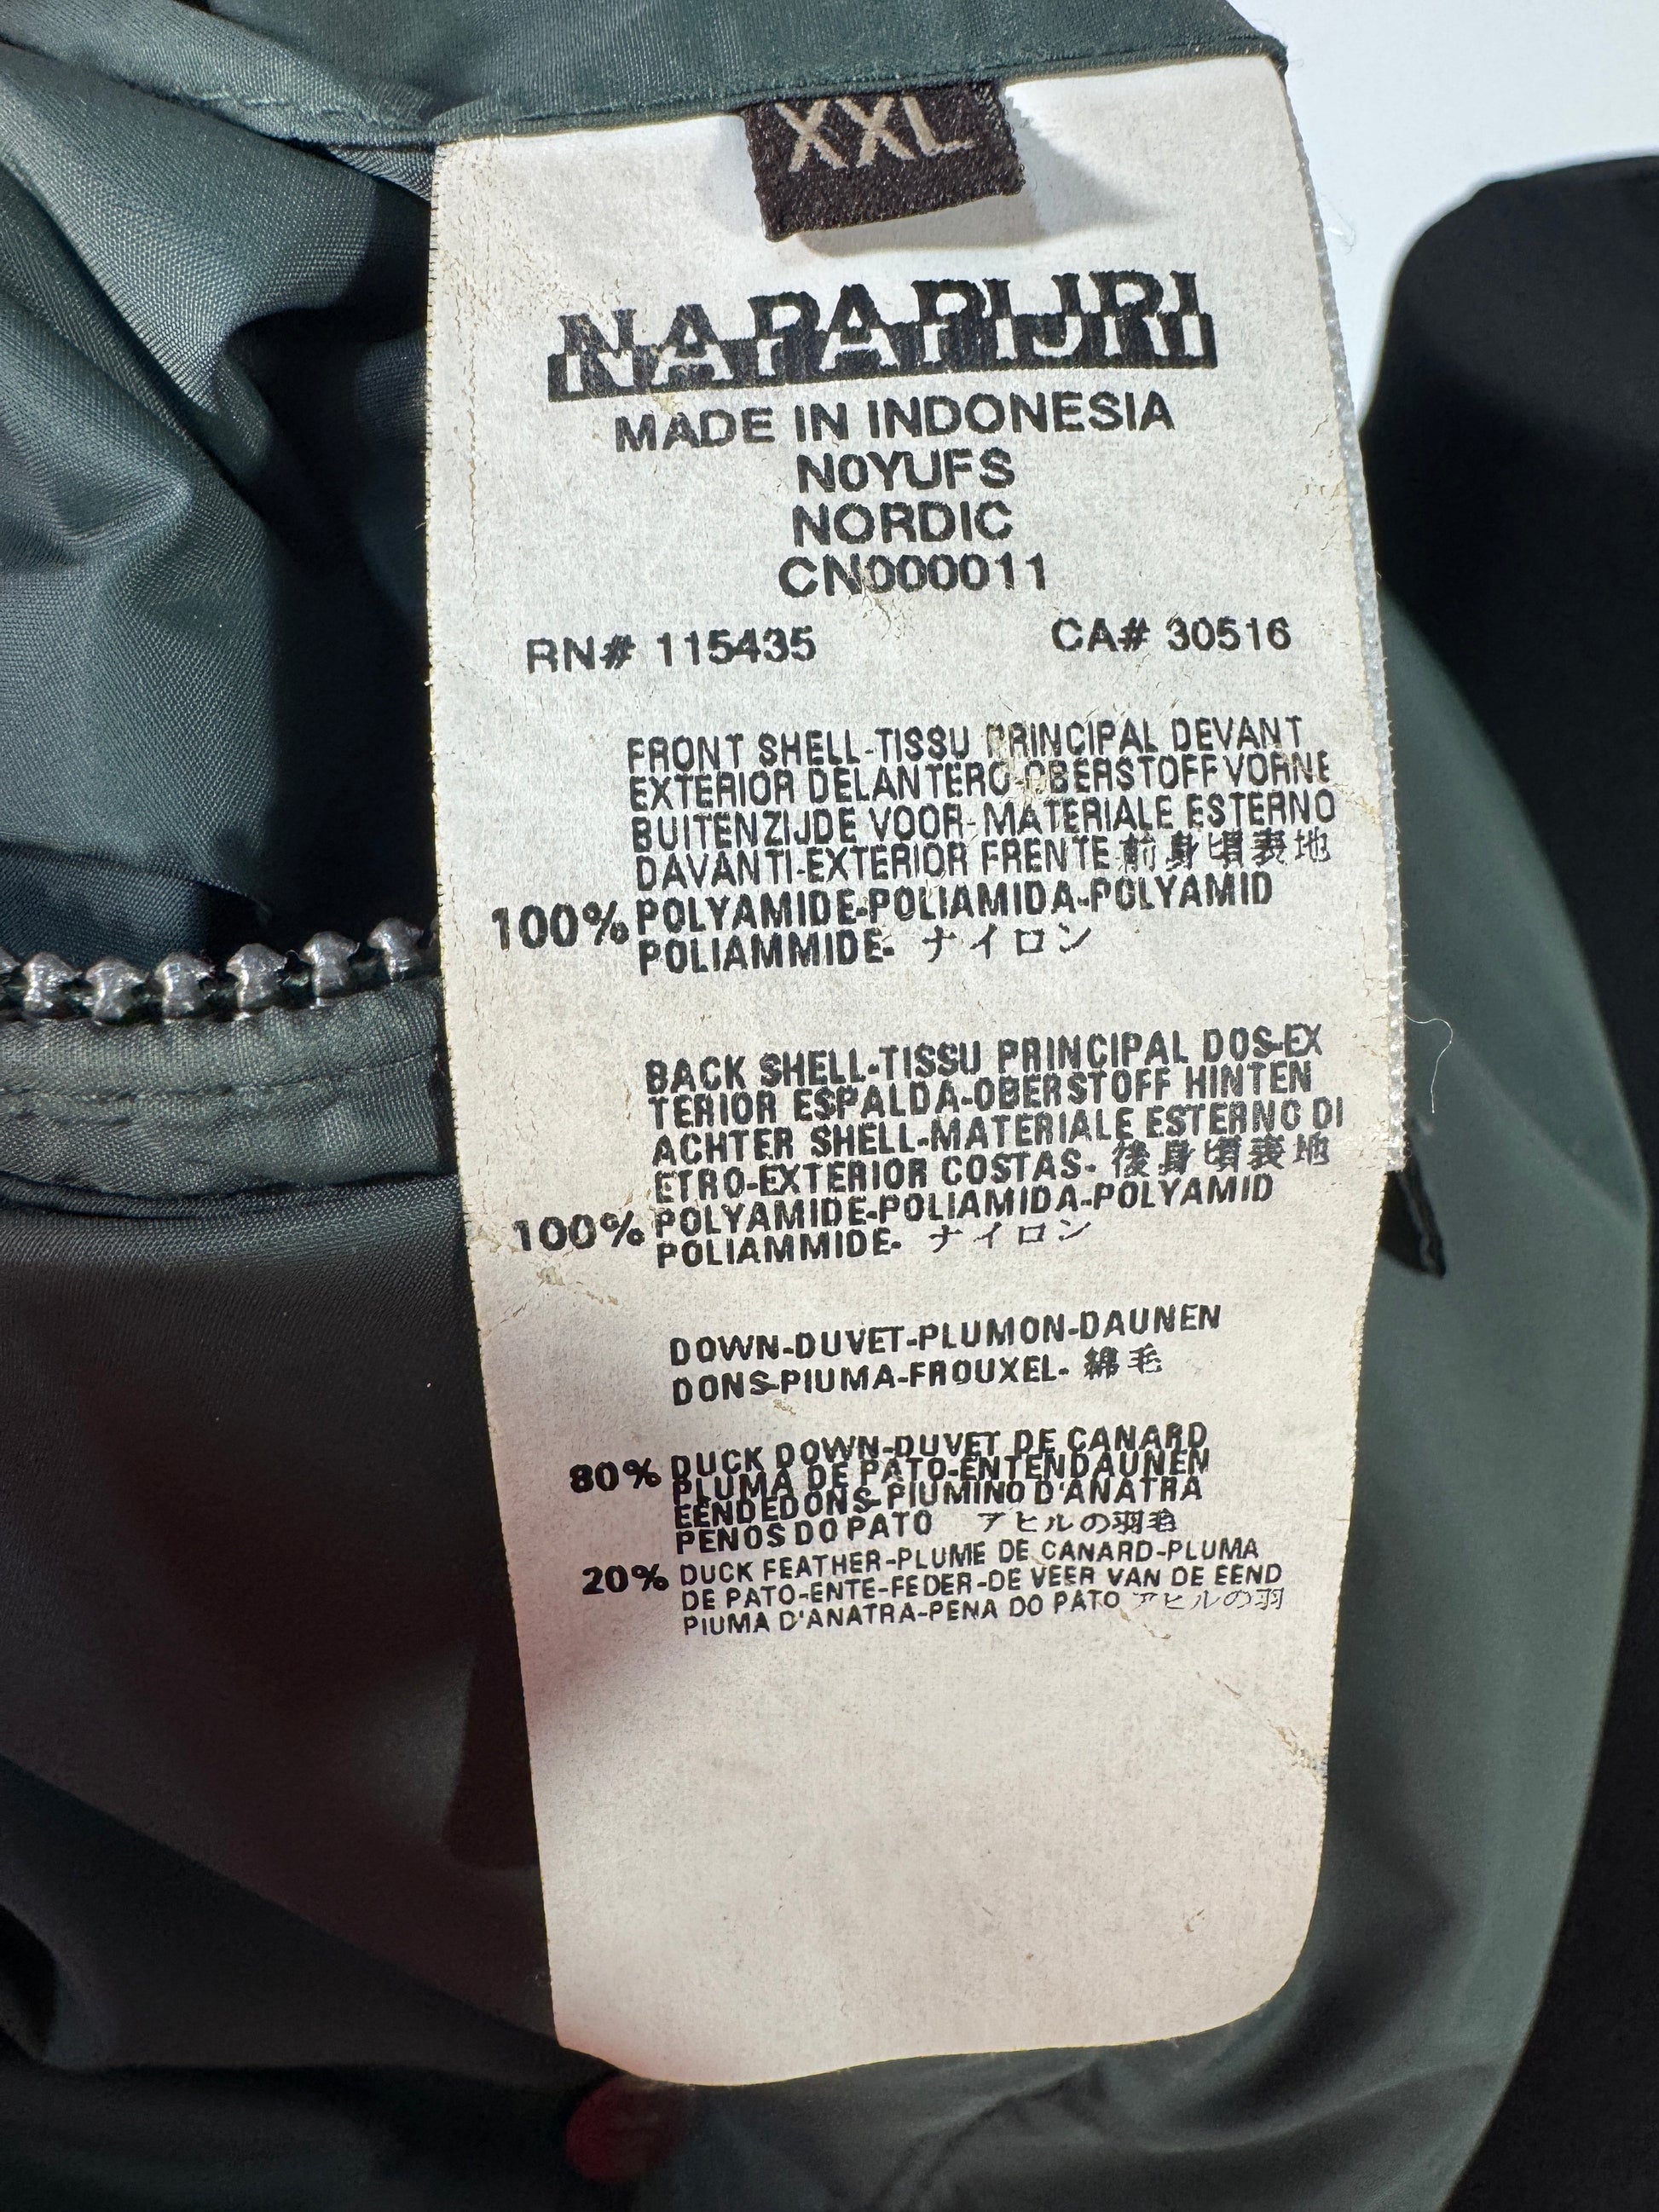 XXL
NAPAPIJRI
MADE IN INDONESIA
N0YUFS
NORDIC
CN000011
RN# 115435 CA# 30516
FRONT SHELL-TISSU PRINCIPAL DEVANT
EXTERIOR DELANTERO-OBERSTOFF VORNE
BUITENZIJDE VOOR-MATERIALE ESTERNO
DAVANTI-EXTERIOR FRENTE 前身頃表地
100% POLYAMIDE-POLIAMIDA-POLYAMID
POLIAMMIDE- ナイロン
BACK SHELL-TISSU PRINCIPAL DOS-EX
TERIOR ESPALDA-OBERSTOFF HINTEN
ACHTER SHELL-MATERIALE ESTERNO DI
ETRO-EXTERIOR COSTAS- 後身頃表地
100% POLYAMIDE-POLIAMIDA-POLYAMID
POLIAMMIDE- ナイロン
DOWN-DUVET-PLUMON-DAUNEN
DONS-PIUMA-FROUXEL- 綿毛
80% DUCK DOWN-DUVET DE CANARD
PLUMA DE PATO-ENTENDAUNEN
EENDEDONS-PIUMINO D'ANATRA
PENOS DO PATO アヒルの羽毛
20% DUCK FEATHER-PLUME DE CANARD-PLUMA
DE PATO-ENTE-FEDER-DE VEER VAN DE EEND
PIUMA D'ANATRA-PENA DO PATO アヒルの羽